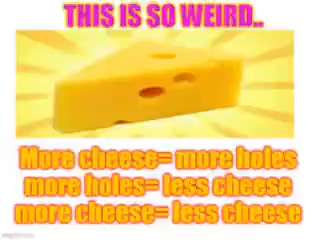 THIS IS SO WEIRD..
More cheese= more holes
more holes= less cheese
more cheese= less cheese